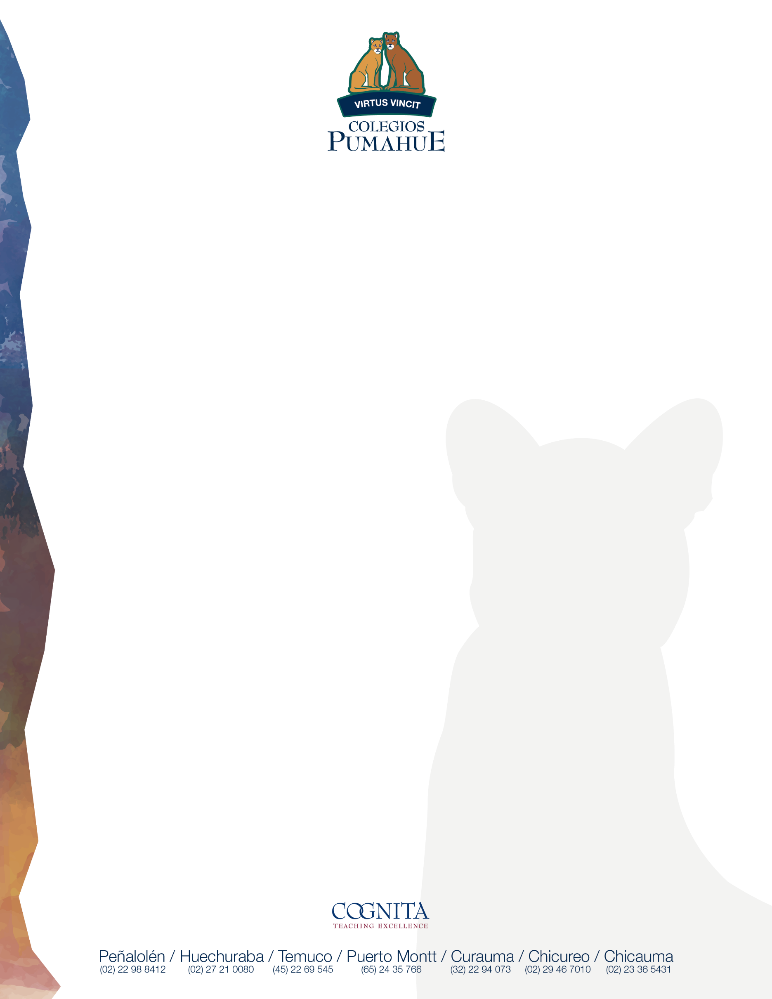 VIRTUS VINCIT
COLEGIOS
PUMAHUE
COGNITA
TEACHING EXCELLENCE
Peñalolén / Huechuraba / Temuco / Puerto Montt / Curauma / Chicureo / Chicauma
(02) 22 98 8412 (02) 27 21 0080 (45) 22 69 545 (65) 24 35 766 (32) 22 94 073 (02) 29 46 7010 (02) 23 36 5431